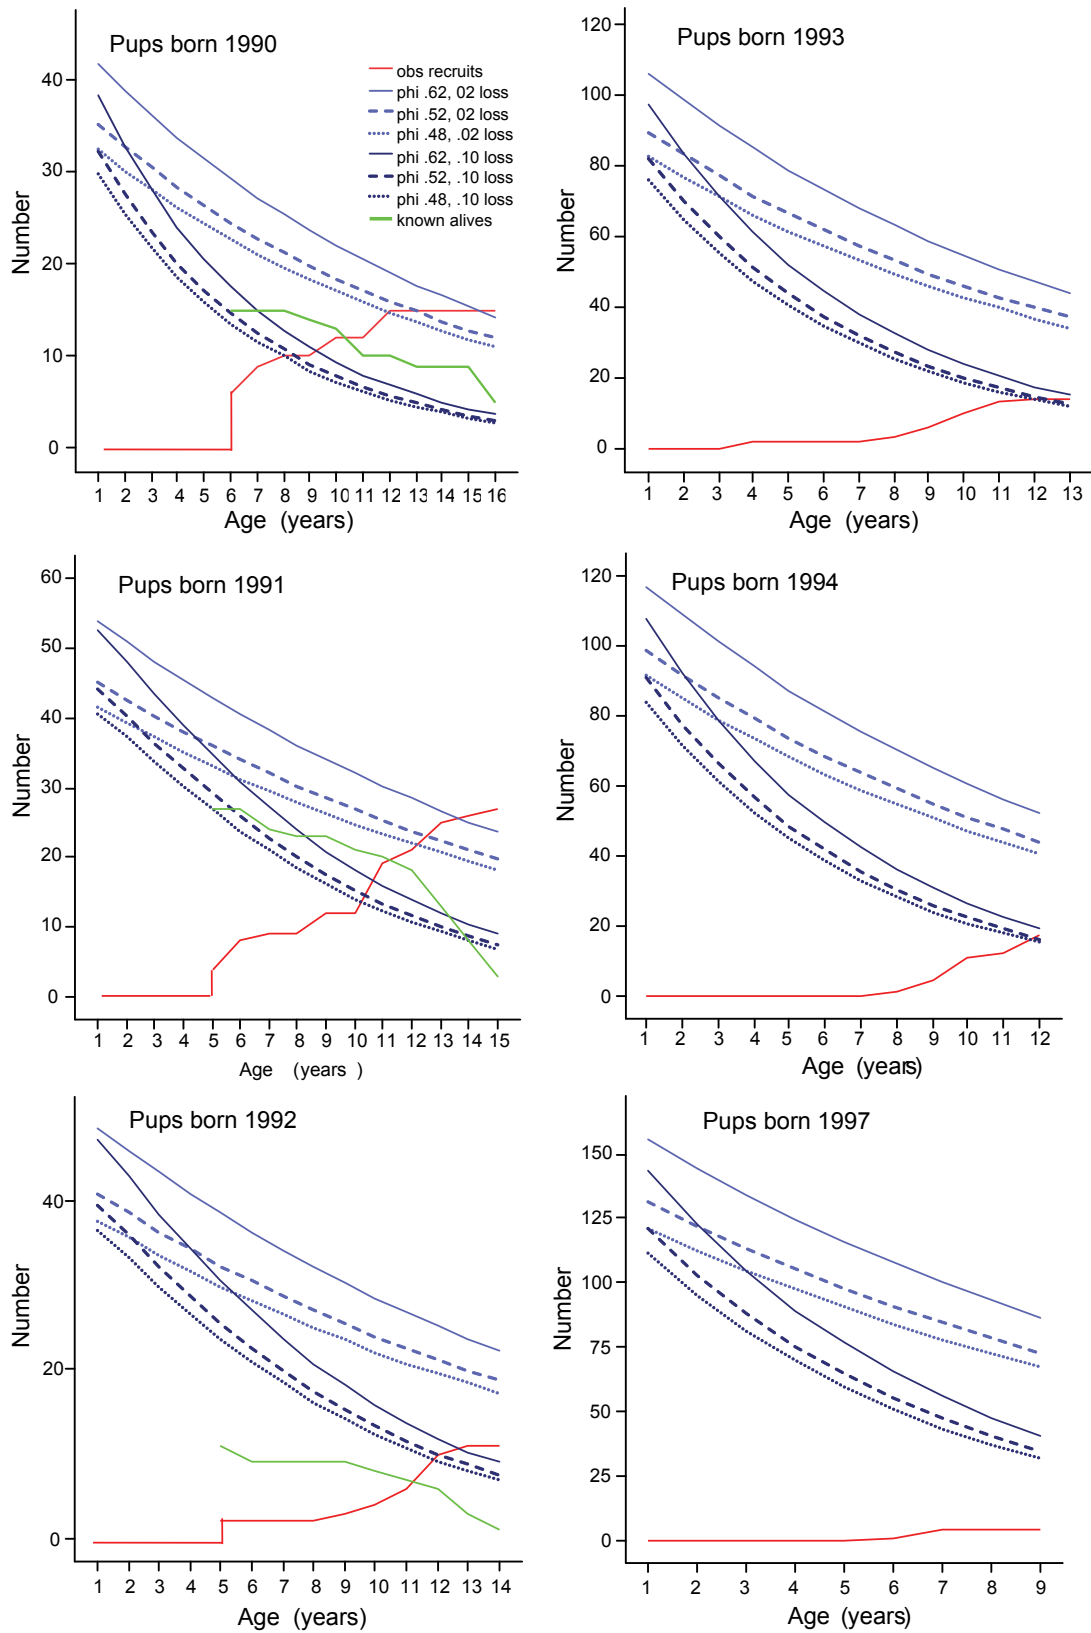 Pups born 1990
obs recruits
phi .62, 02 loss
phi .52, 02 loss
phi .48, .02 loss
phi .62, .10 loss
phi .52, .10 loss
phi .48, .10 loss
known alives
Number
40
30
20
10
0
1 2 3 4 5 6 7 8 9 10 11 12 13 14 15 16
Age (years)
Pups born 1993
Number
120
100
80
60
40
20
0
1 2 3 4 5 6 7 8 9 10 11 12 13
Age (years)
Pups born 1991
Number
60
50
40
30
20
10
0
1 2 3 4 5 6 7 8 9 10 11 12 13 14 15
Age (years )
Pups born 1994
Number
120
100
80
60
40
20
0
1 2 3 4 5 6 7 8 9 10 11 12
Age (years)
Pups born 1992
Number
40
20
0
1 2 3 4 5 6 7 8 9 10 11 12 13 14
Age (years)
Pups born 1997
Number
150
125
100
75
50
25
0
1 2 3 4 5 6 7 8 9
Age (years)